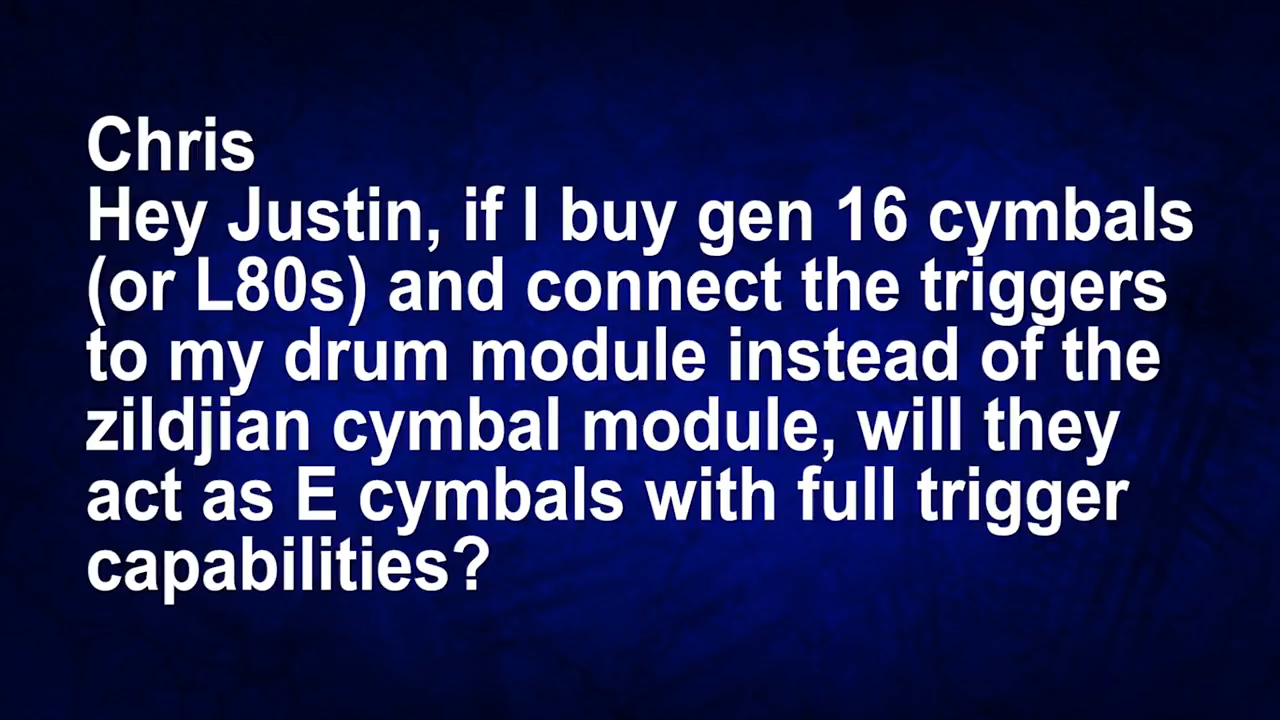 Chris
Hey Justin, if I buy gen 16 cymbals
(or L80s) and connect the triggers
to my drum module instead of the
zildjian cymbal module, will they
act as E cymbals with full trigger
capabilities?